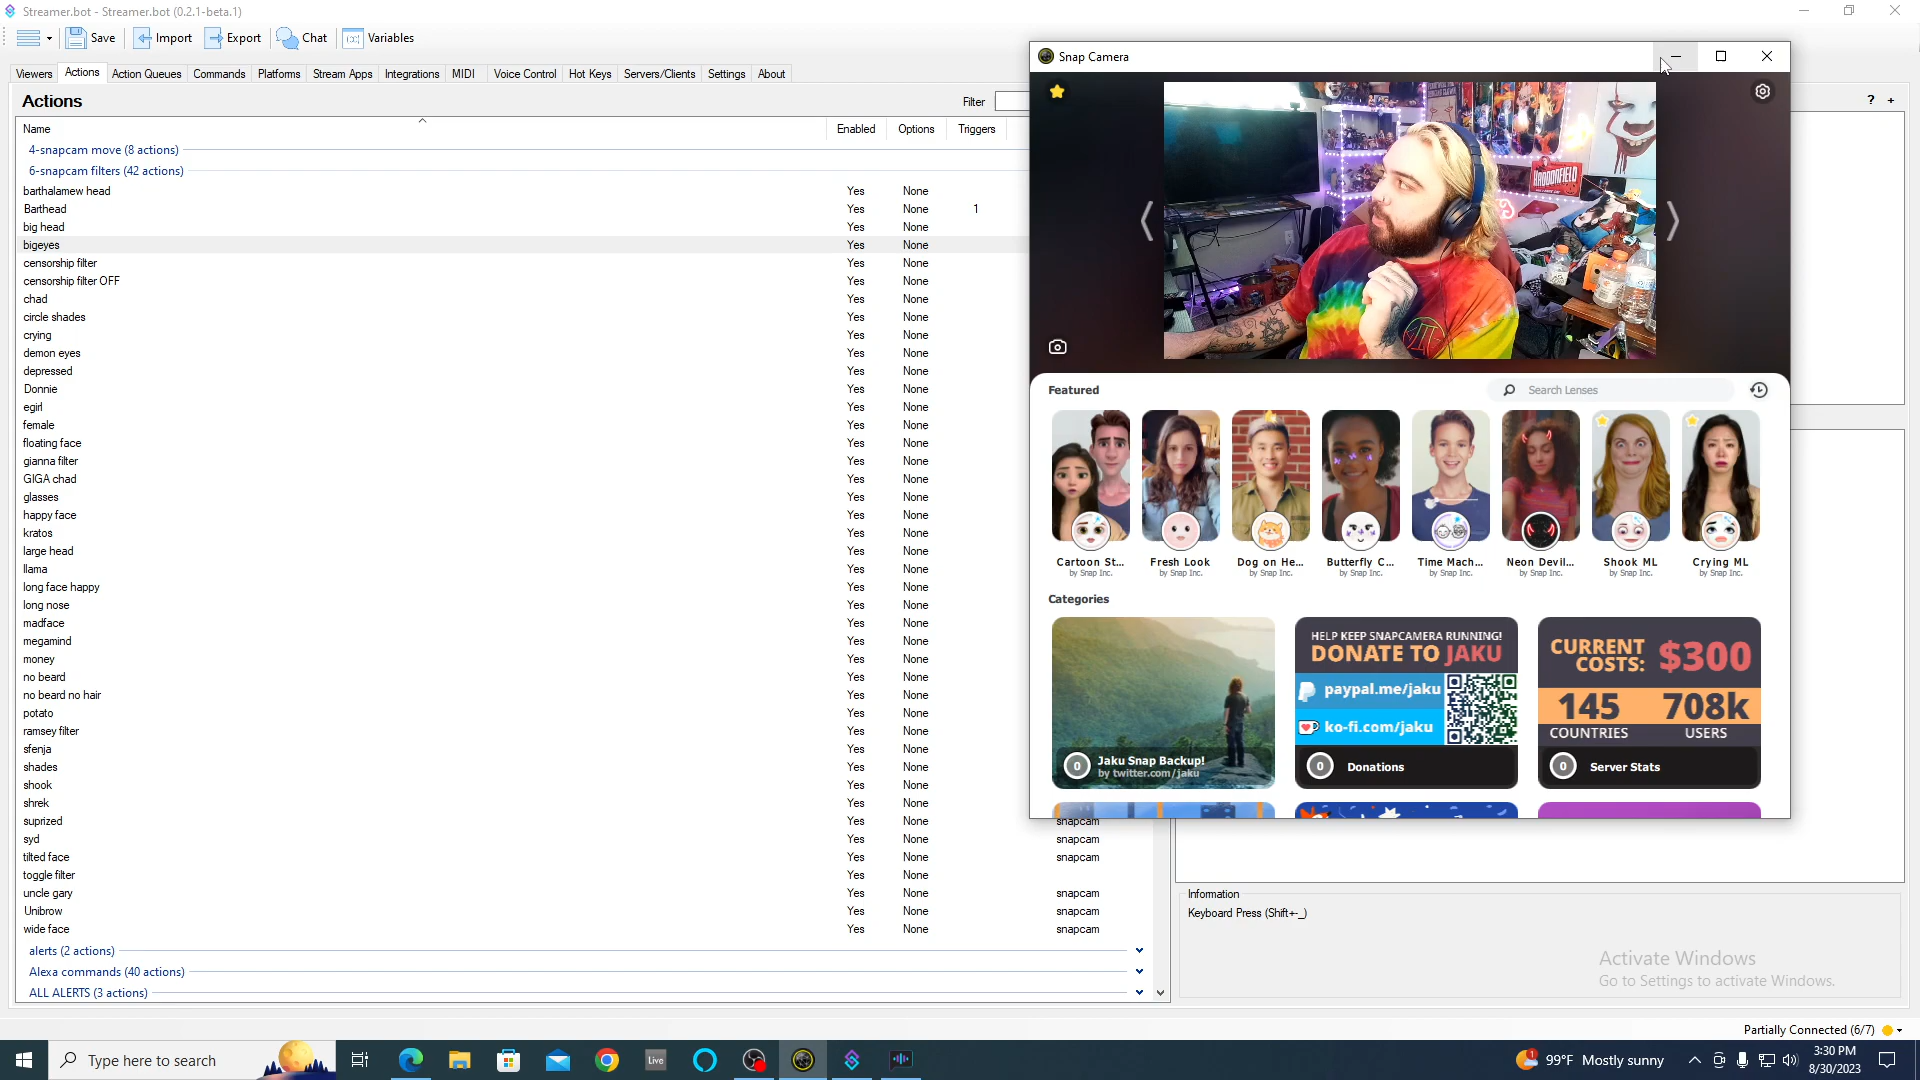 Streamer.bot - Streamer.bot (0.2.1-beta.1)
Save
Import
Export
Chat
Variables
Viewers
Actions
Action Queues
Commands
Platforms
Stream Apps
Integrations
MIDI
Voice Control
Hot Keys
Servers/Clients
Settings
About
Actions
Filter
? +
Name Enabled Options Triggers
4-snapcam move (8 actions)
6-snapcam filters (42 actions)
barthalamew head Yes None
Barthead Yes None 1
big head Yes None
bigeyes Yes None
censorship filter Yes None
censorship filter OFF Yes None
chad Yes None
circle shades Yes None
crying Yes None
demon eyes Yes None
depressed Yes None
Donnie Yes None
egirl Yes None
female Yes None
floating face Yes None
gianna filter Yes None
GIGA chad Yes None
glasses Yes None
happy face Yes None
kratos Yes None
large head Yes None
llama Yes None
long face happy Yes None
long nose Yes None
madface Yes None
megamind Yes None
money Yes None
no beard Yes None
no beard no hair Yes None
potato Yes None
ramsey filter Yes None
sfenja Yes None
shades Yes None
shook Yes None
shrek Yes None
suprized Yes None snapcam
syd Yes None snapcam
tilted face Yes None snapcam
toggle filter Yes None
uncle gary Yes None snapcam
Unibrow Yes None snapcam
wide face Yes None snapcam
alerts (2 actions)
Alexa commands (40 actions)
ALL ALERTS (3 actions)
Snap Camera
HADDONFIELD
Featured
Search Lenses
Cartoon St...
by Snap Inc.
Fresh Look
by Snap Inc.
Dog on He...
by Snap Inc.
Butterfly C...
by Snap Inc.
Time Mach...
by Snap Inc.
Neon Devil...
by Snap Inc.
Shook ML
by Snap Inc.
Crying ML
by Snap Inc.
Categories
0
Jaku Snap Backup!
by twitter.com/jaku
HELP KEEP SNAPCAMERA RUNNING!
DONATE TO JAKU
paypal.me/jaku
ko-fi.com/jaku
0 Donations
CURRENT COSTS: $300
145 708k
COUNTRIES USERS
0 Server Stats
Information
Keyboard Press (Shift+-_)
Activate Windows
Go to Settings to activate Windows.
Partially Connected (6/7)
Type here to search
Live
1
99°F Mostly sunny
3:30 PM
8/30/2023